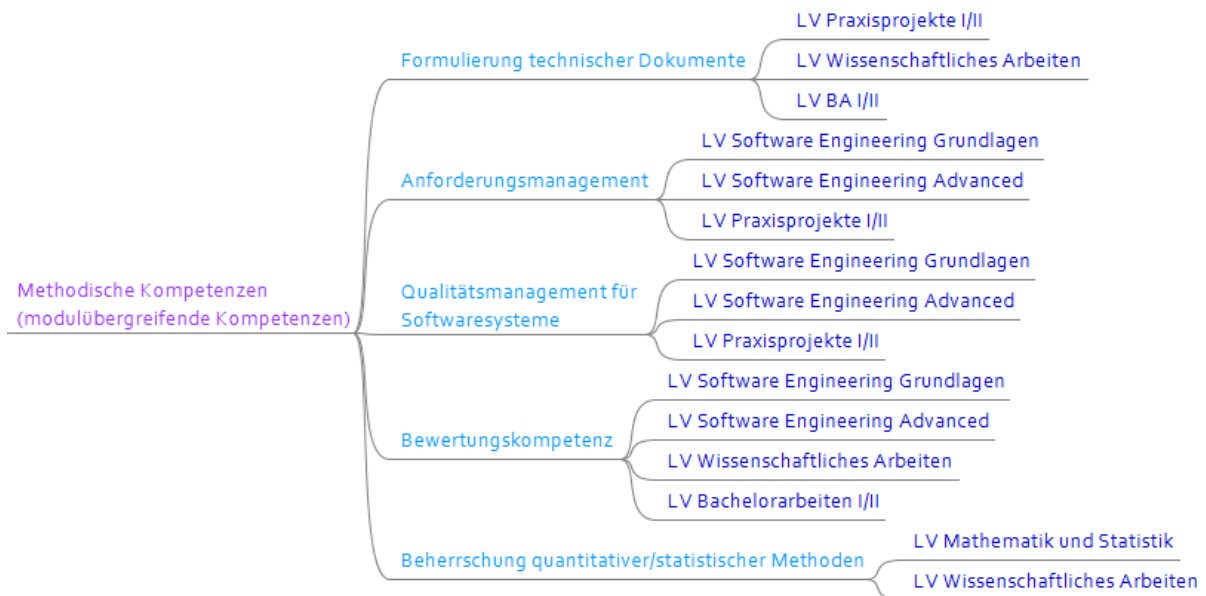 LV Praxisprojekte I/II
Formulierung technischer Dokumente
LV Wissenschaftliches Arbeiten
LV BA I/II
LV Software Engineering Grundlagen
Anforderungsmanagement
LV Software Engineering Advanced
LV Praxisprojekte I/II
Methodische Kompetenzen
(modulübergreifende Kompetenzen)
LV Software Engineering Grundlagen
Qualitätsmanagement für
Softwaresysteme
LV Software Engineering Advanced
LV Praxisprojekte I/II
LV Software Engineering Grundlagen
Bewertungskompetenz
LV Software Engineering Advanced
LV Wissenschaftliches Arbeiten
LV Bachelorarbeiten I/II
Beherrschung quantitativer/statistischer Methoden
LV Mathematik und Statistik
LV Wissenschaftliches Arbeiten